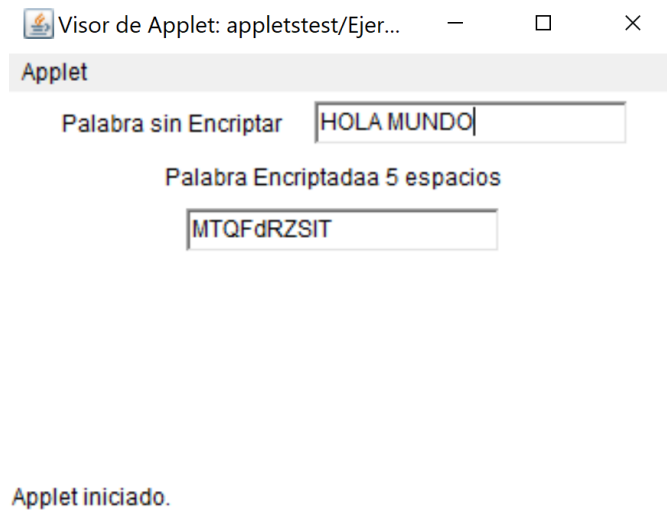 Visor de Applet: appletstest/Ejer...
Applet
Palabra sin Encriptar HOLA MUNDO
Palabra Encriptadaa 5 espacios
MTQFdRZSIT
Applet iniciado.